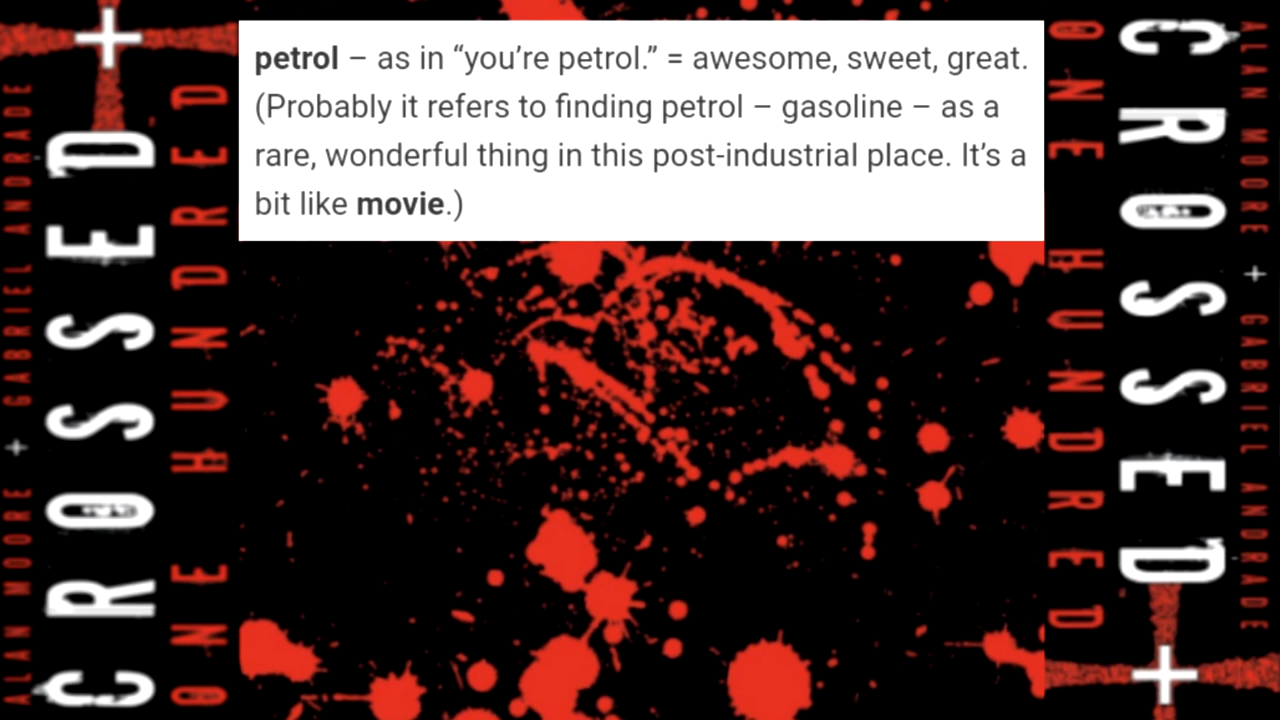 ALAN MOORE + GABRIEL ANDRADE
CROSSED +
ONE HUNDRED
petrol – as in “you’re petrol.” = awesome, sweet, great.
(Probably it refers to finding petrol – gasoline – as a
rare, wonderful thing in this post-industrial place. It’s a
bit like movie.)
ONE HUNDRED
CROSSED +
ALAN MOORE + GABRIEL ANDRADE